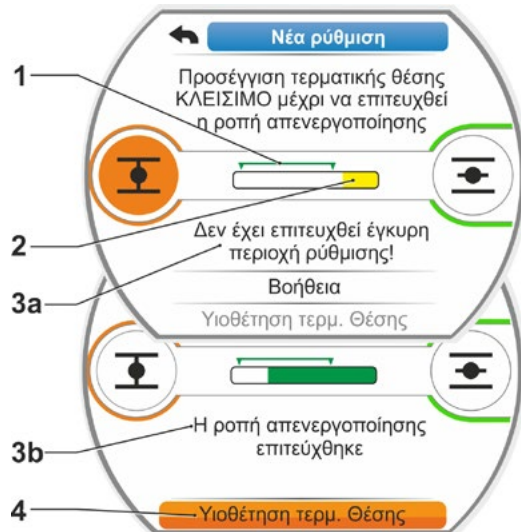 Νέα ρύθμιση
1
Προσέγγιση τερματικής θέσης
ΚΛΕΙΣΙΜΟ μέχρι να επιτευχθεί
η ροπή απενεργοποίησης
2
Δεν έχει επιτευχθεί έγκυρη
περιοχή ρύθμισης!
3a
Βοήθεια
Υιοθέτηση τερμ. Θέσης
Η ροπή απενεργοποίησης
επιτεύχθηκε
3b
4
Υιοθέτηση τερμ. Θέσης